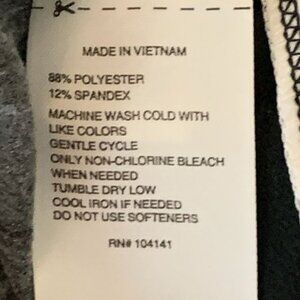 MADE IN VIETNAM
88% POLYESTER
12% SPANDEX
MACHINE WASH COLD WITH
LIKE COLORS
GENTLE CYCLE
ONLY NON-CHLORINE BLEACH
WHEN NEEDED
TUMBLE DRY LOW
COOL IRON IF NEEDED
DO NOT USE SOFTENERS
RN# 104141